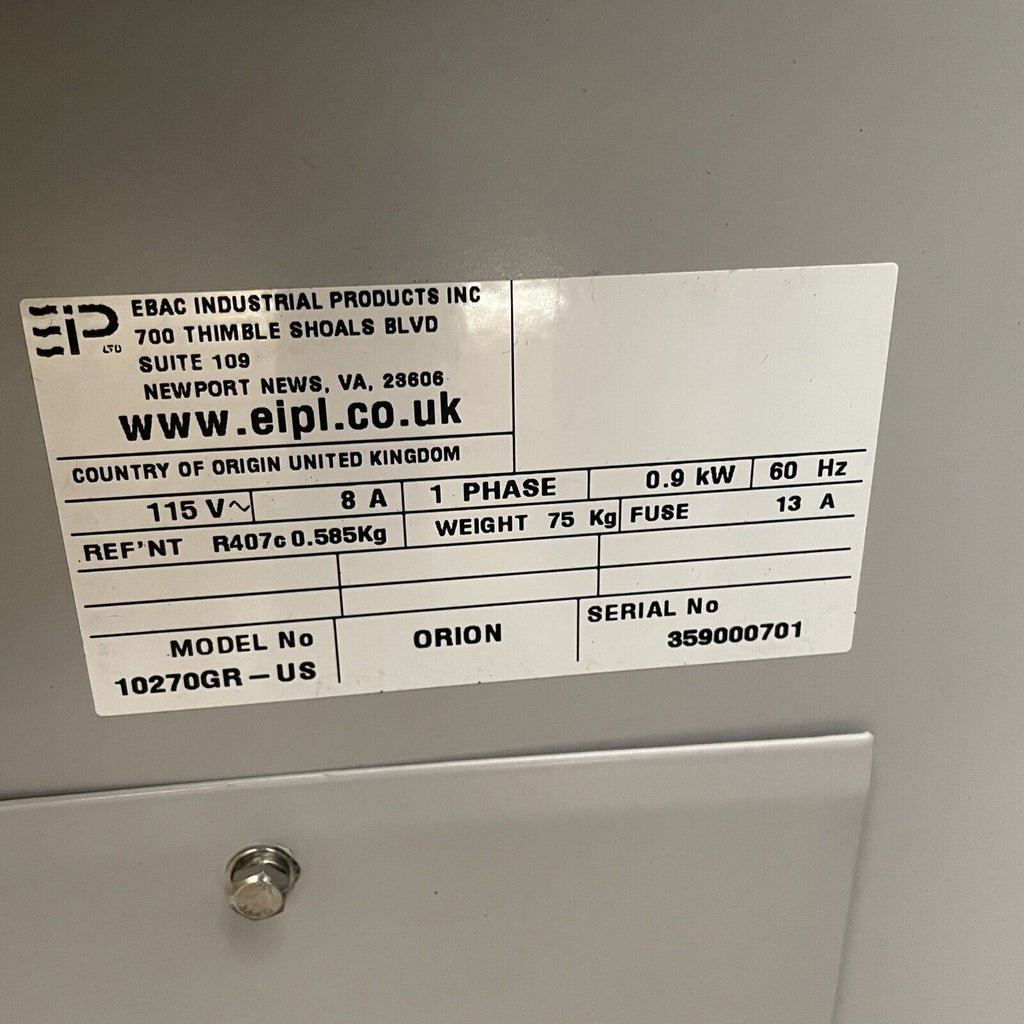 EIP LTD
EBAC INDUSTRIAL PRODUCTS INC
700 THIMBLE SHOALS BLVD
SUITE 109
NEWPORT NEWS, VA, 23606
www.eipl.co.uk
COUNTRY OF ORIGIN UNITED KINGDOM
115 V~ 8 A 1 PHASE 0.9 kW 60 Hz
REF'NT R407c 0.585Kg WEIGHT 75 Kg FUSE 13 A
MODEL No ORION SERIAL No
10270GR-US 359000701